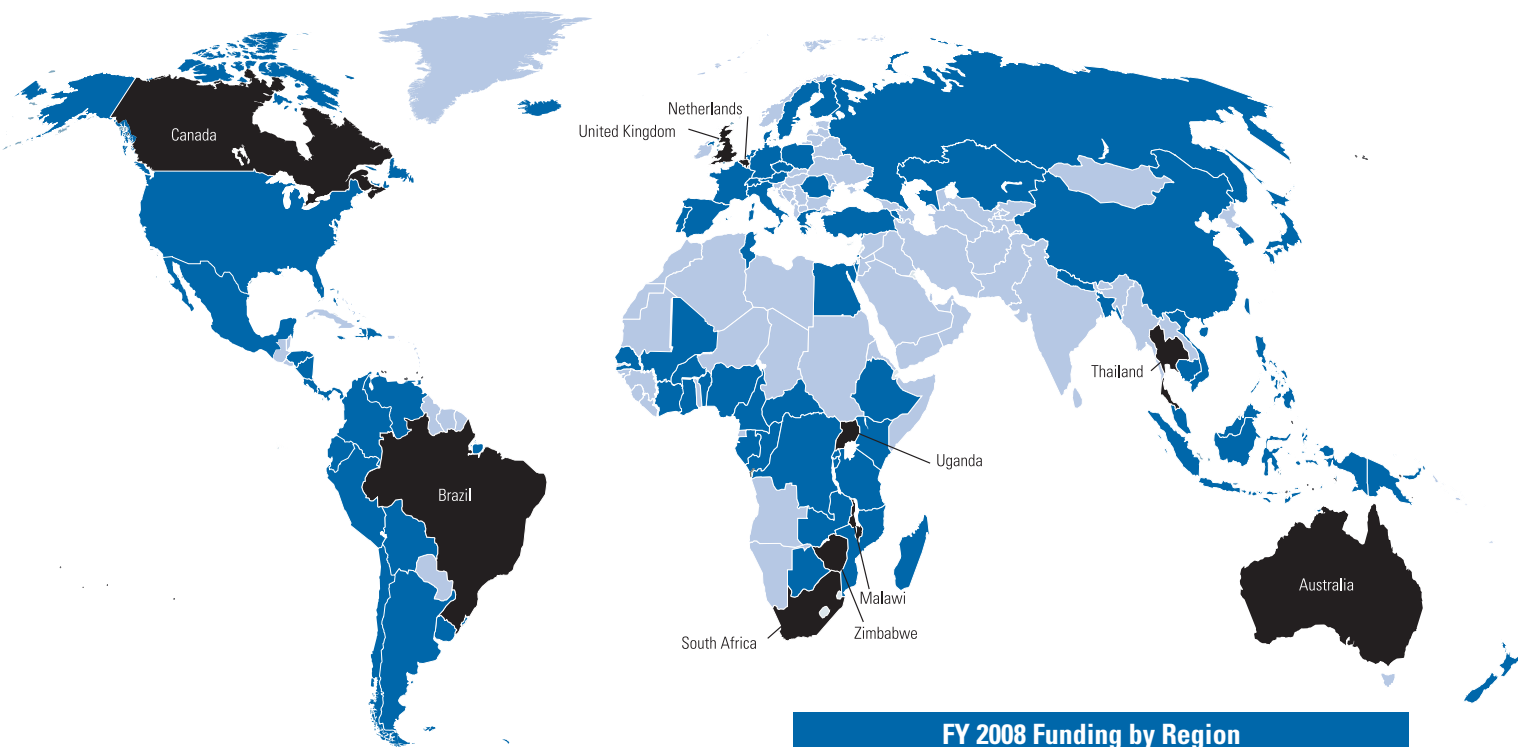 Netherlands
United Kingdom
Canada
Thailand
Uganda
Brazil
Australia
Malawi
Zimbabwe
South Africa
FY 2008 Funding by Region